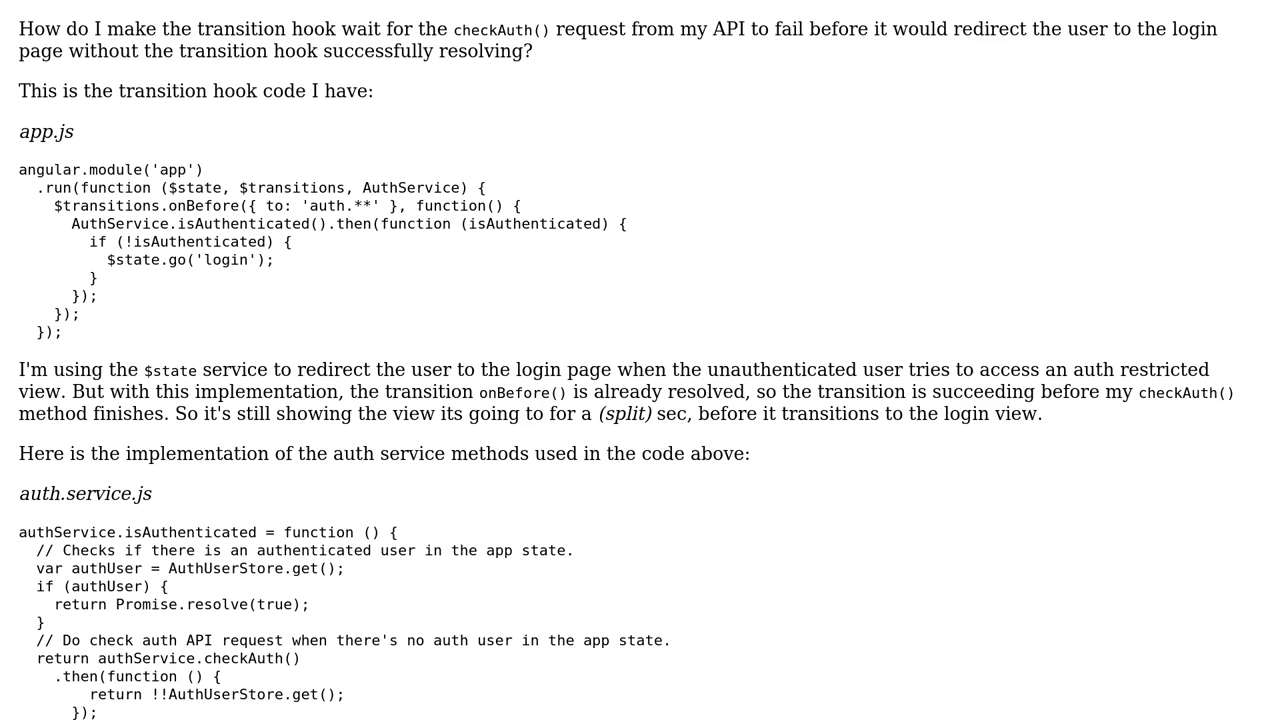 How do I make the transition hook wait for the checkAuth() request from my API to fail before it would redirect the user to the login
page without the transition hook successfully resolving?
This is the transition hook code I have:
app.js
angular.module('app')
  .run(function ($state, $transitions, AuthService) {
    $transitions.onBefore({ to: 'auth.**' }, function() {
      AuthService.isAuthenticated().then(function (isAuthenticated) {
        if (!isAuthenticated) {
          $state.go('login');
        }
      });
    });
  });
I'm using the $state service to redirect the user to the login page when the unauthenticated user tries to access an auth restricted
view. But with this implementation, the transition onBefore() is already resolved, so the transition is succeeding before my checkAuth()
method finishes. So it's still showing the view its going to for a (split) sec, before it transitions to the login view.
Here is the implementation of the auth service methods used in the code above:
auth.service.js
authService.isAuthenticated = function () {
  // Checks if there is an authenticated user in the app state.
  var authUser = AuthUserStore.get();
  if (authUser) {
    return Promise.resolve(true);
  }
  // Do check auth API request when there's no auth user in the app state.
  return authService.checkAuth()
    .then(function () {
        return !!AuthUserStore.get();
      });